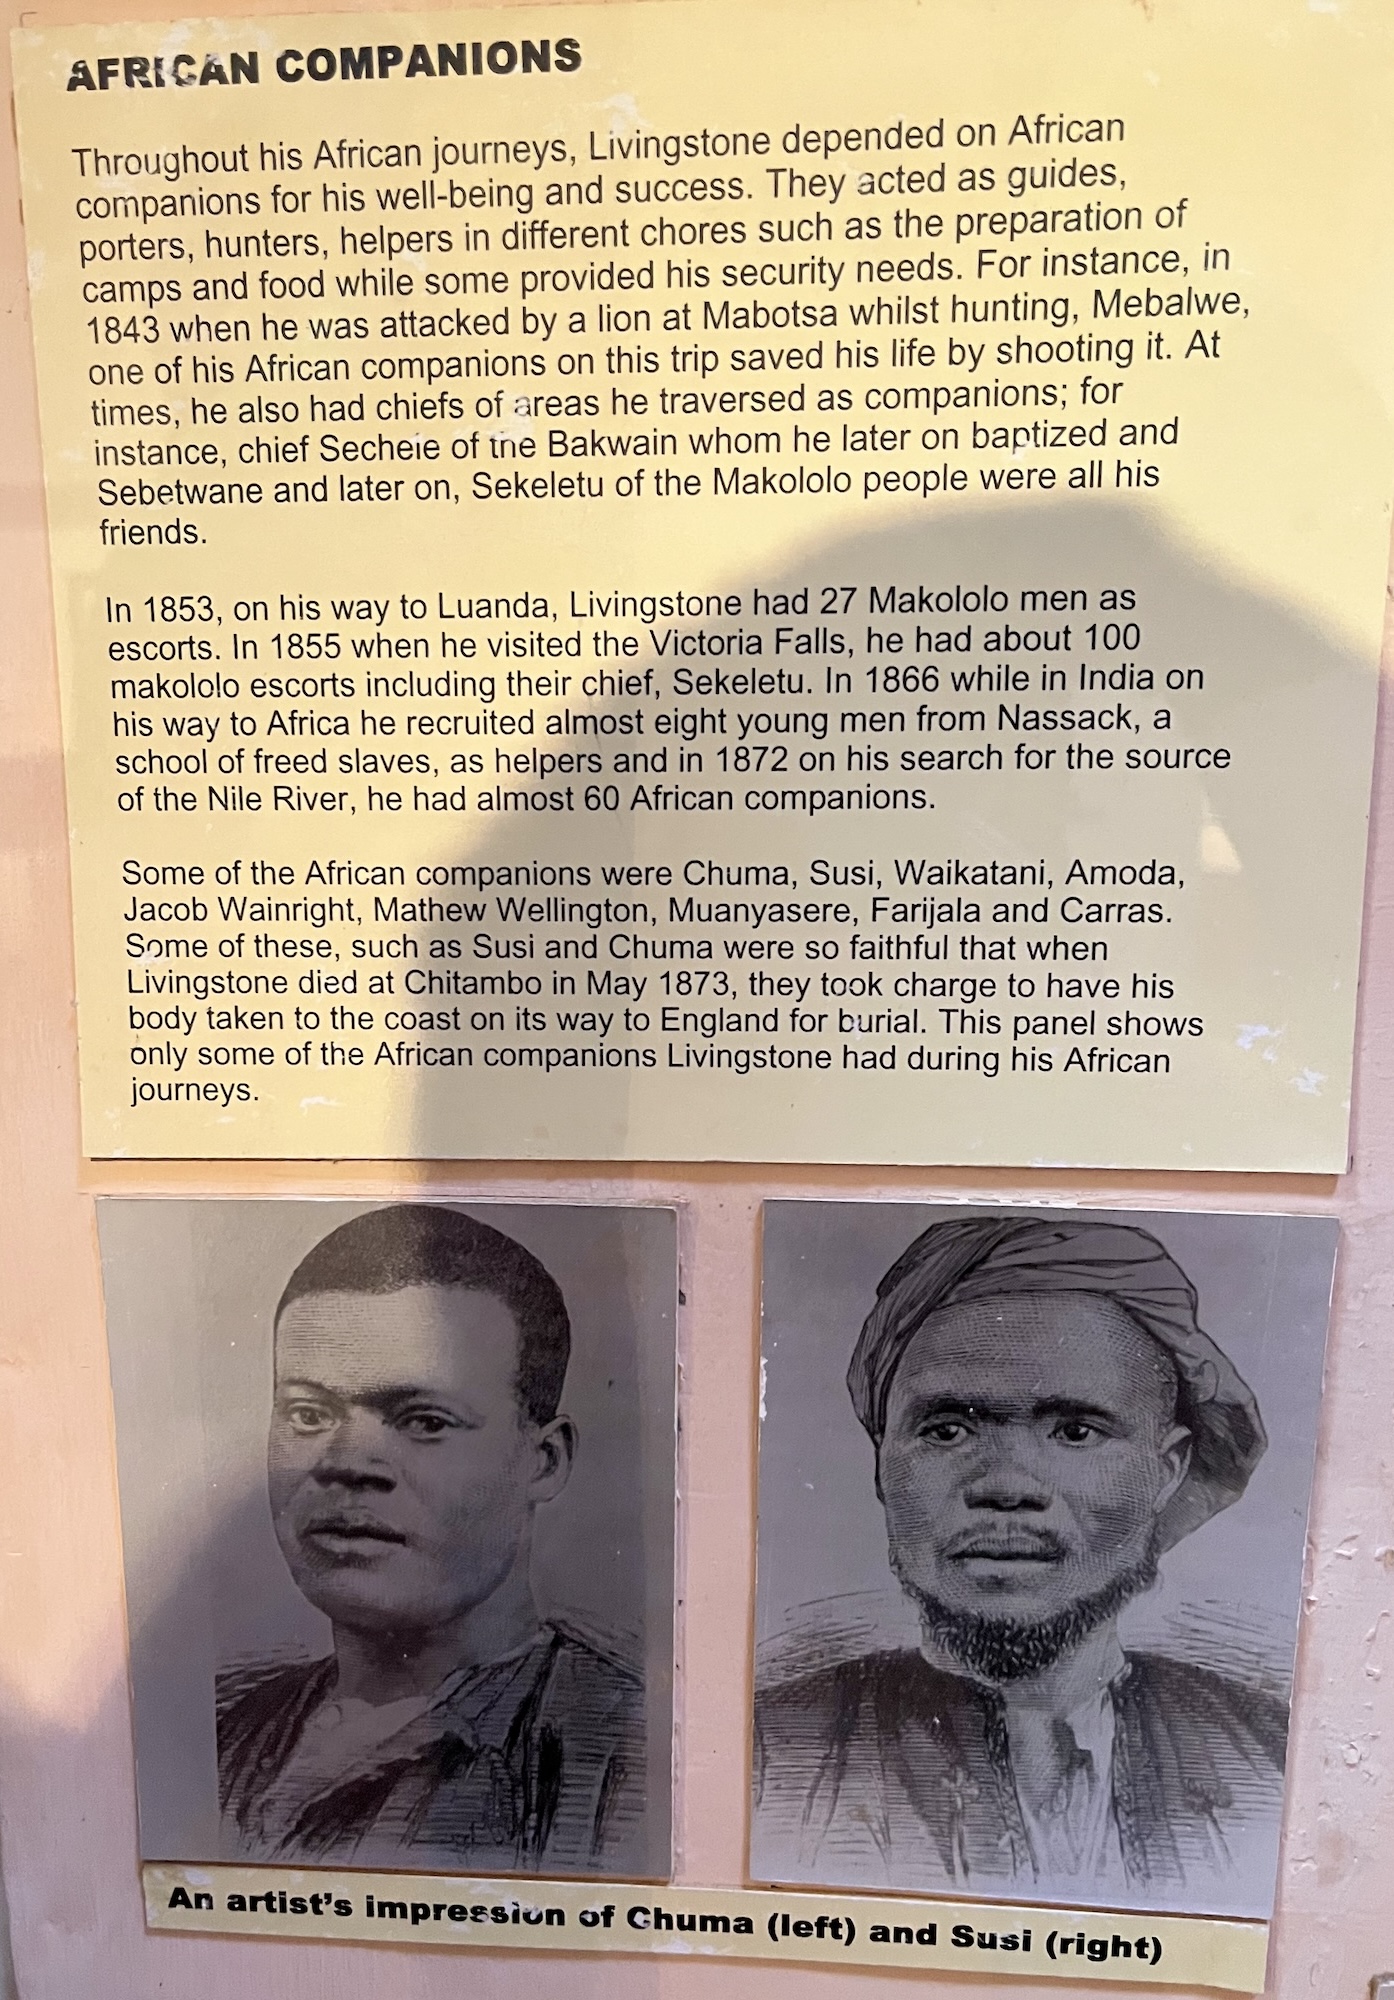 AFRICAN COMPANIONS
Throughout his African journeys, Livingstone depended on African
companions for his well-being and success. They acted as guides,
porters, hunters, helpers in different chores such as the preparation of
camps and food while some provided his security needs. For instance, in
1843 when he was attacked by a lion at Mabotsa whilst hunting, Mebalwe,
one of his African companions on this trip saved his life by shooting it. At
times, he also had chiefs of areas he traversed as companions; for
instance, chief Sechele of the Bakwain whom he later on baptized and
Sebetwane and later on, Sekeletu of the Makololo people were all his
friends.
In 1853, on his way to Luanda, Livingstone had 27 Makololo men as
escorts. In 1855 when he visited the Victoria Falls, he had about 100
makololo escorts including their chief, Sekeletu. In 1866 while in India on
his way to Africa he recruited almost eight young men from Nassack, a
school of freed slaves, as helpers and in 1872 on his search for the source
of the Nile River, he had almost 60 African companions.
Some of the African companions were Chuma, Susi, Waikatani, Amoda,
Jacob Wainright, Mathew Wellington, Muanyasere, Farijala and Carras.
Some of these, such as Susi and Chuma were so faithful that when
Livingstone died at Chitambo in May 1873, they took charge to have his
body taken to the coast on its way to England for burial. This panel shows
only some of the African companions Livingstone had during his African
journeys.
An artist's impression of Chuma (left) and Susi (right)